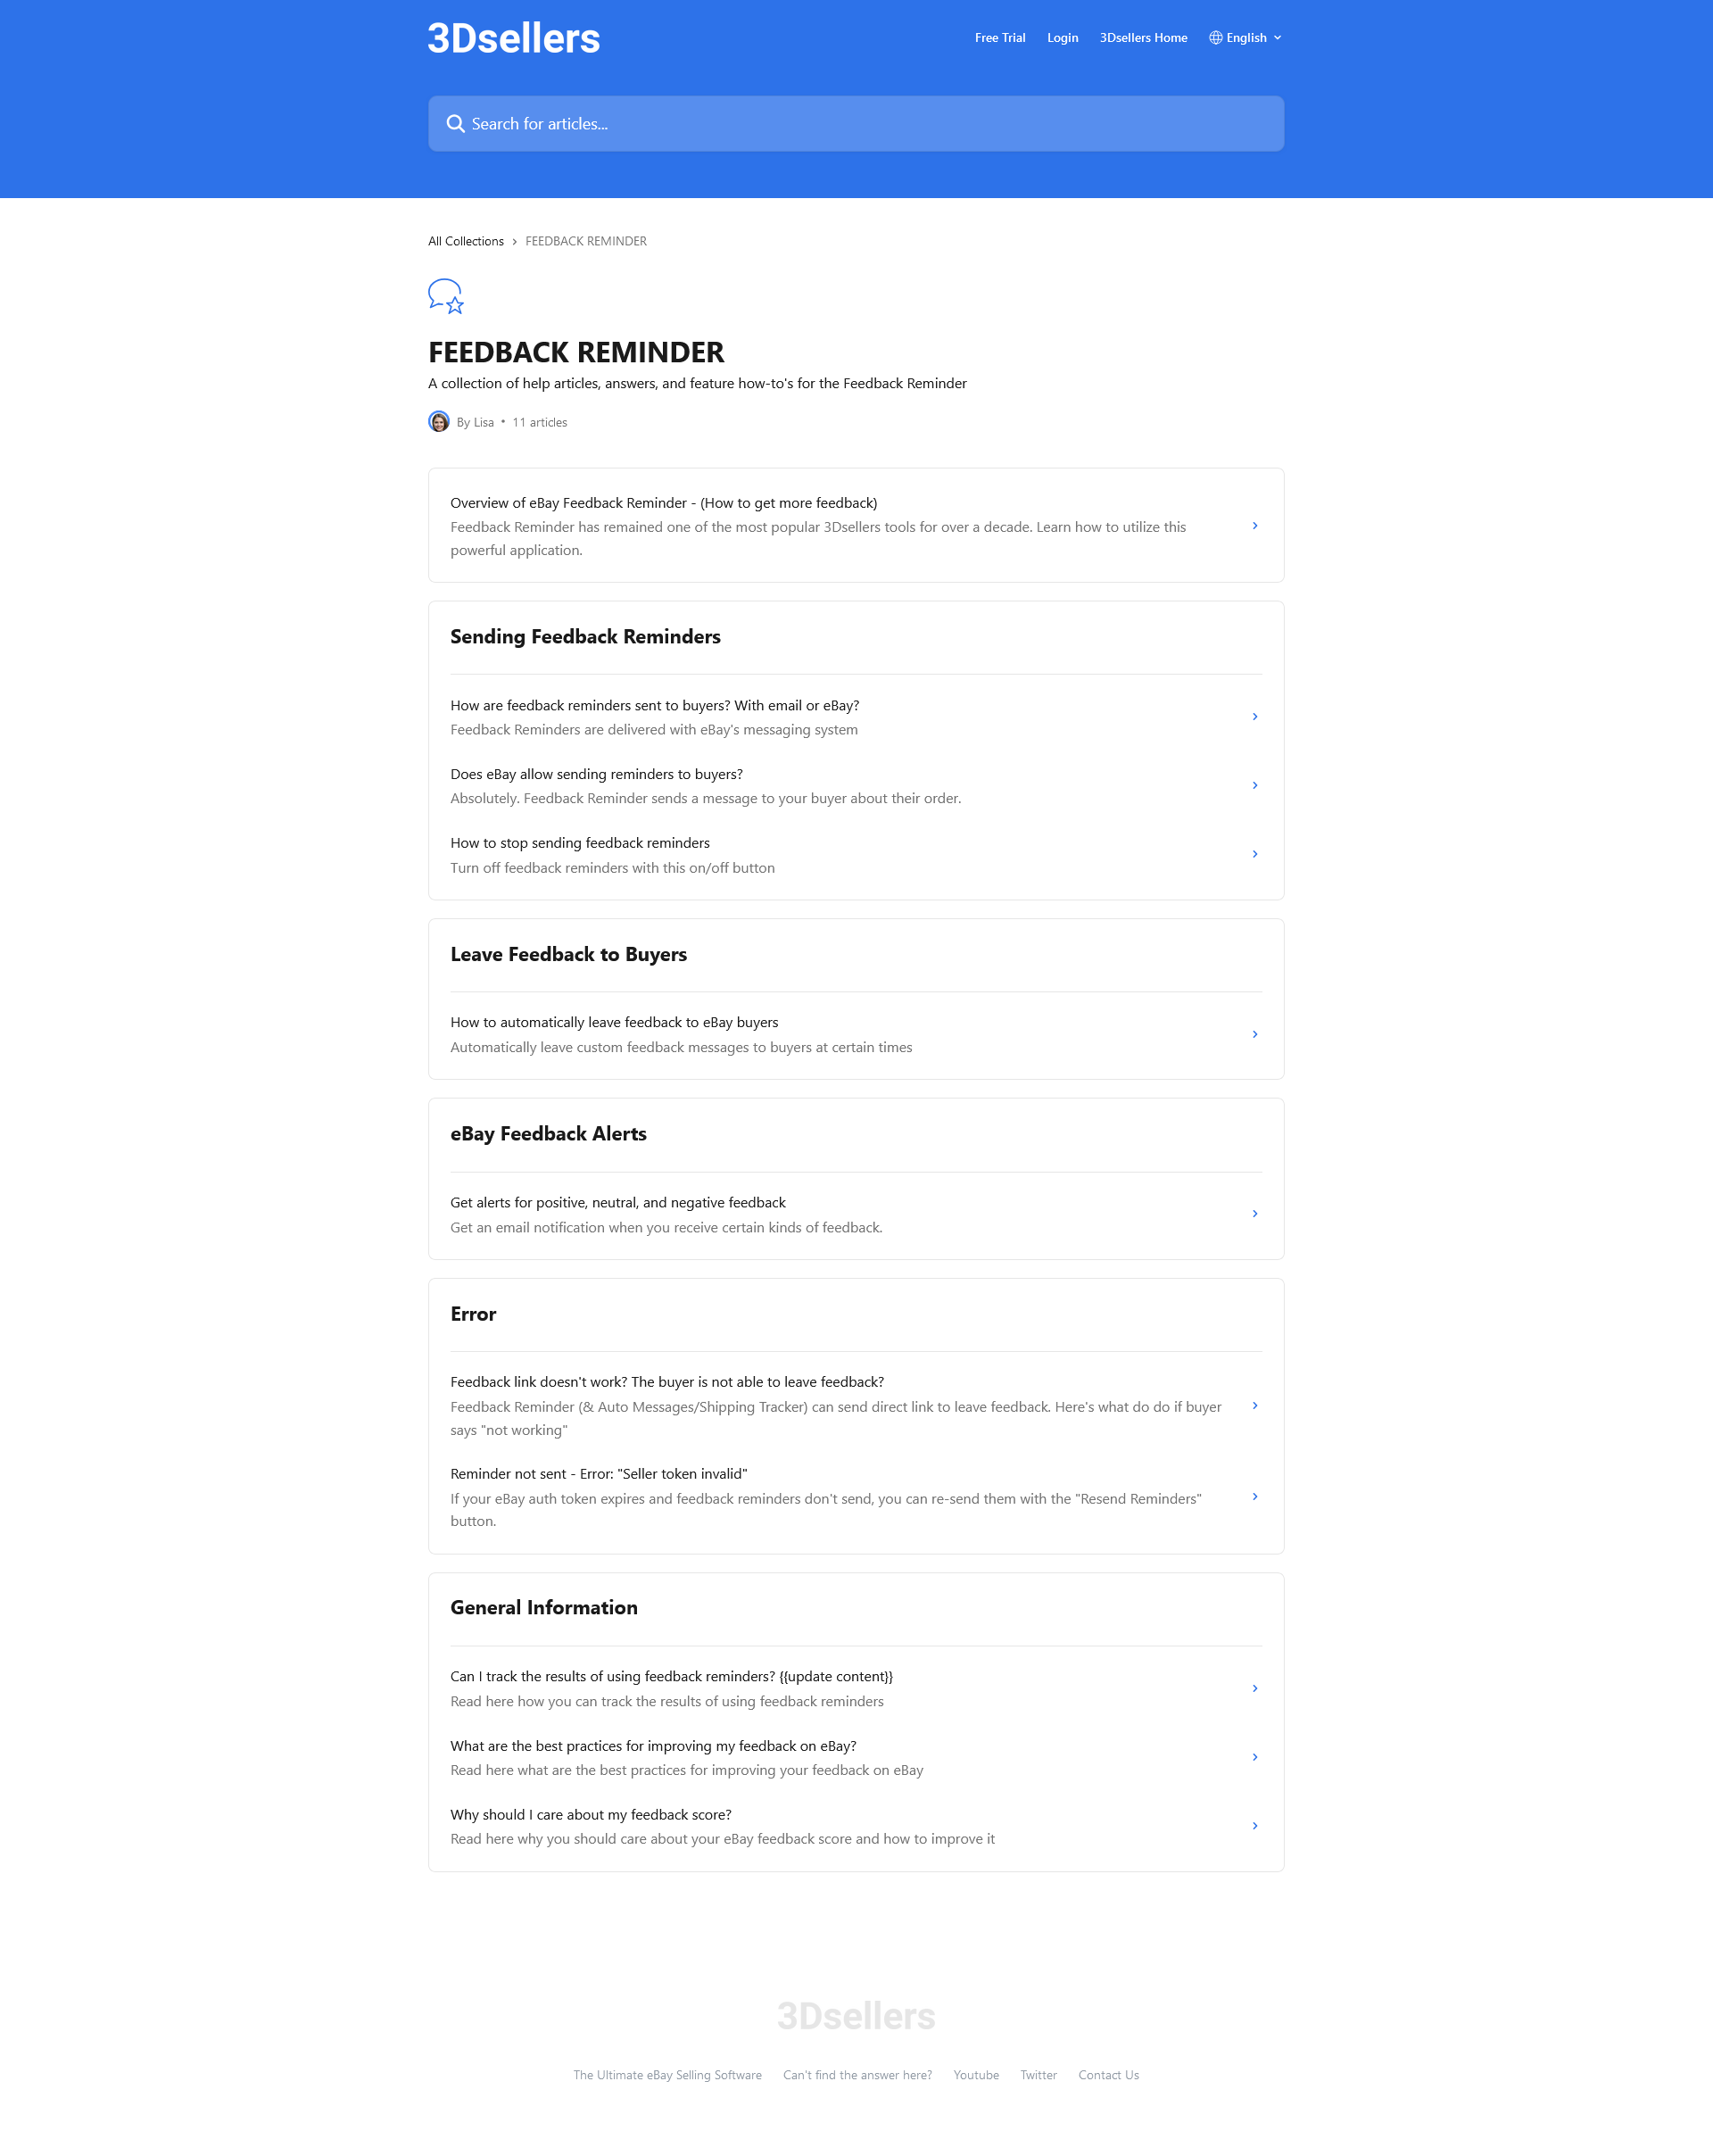 3Dsellers
Free Trial
Login
3Dsellers Home
English
Search for articles...
All Collections
FEEDBACK REMINDER
FEEDBACK REMINDER
A collection of help articles, answers, and feature how-to's for the Feedback Reminder
By Lisa • 11 articles
Overview of eBay Feedback Reminder - (How to get more feedback)
Feedback Reminder has remained one of the most popular 3Dsellers tools for over a decade. Learn how to utilize this
powerful application.
Sending Feedback Reminders
How are feedback reminders sent to buyers? With email or eBay?
Feedback Reminders are delivered with eBay's messaging system
Does eBay allow sending reminders to buyers?
Absolutely. Feedback Reminder sends a message to your buyer about their order.
How to stop sending feedback reminders
Turn off feedback reminders with this on/off button
Leave Feedback to Buyers
How to automatically leave feedback to eBay buyers
Automatically leave custom feedback messages to buyers at certain times
eBay Feedback Alerts
Get alerts for positive, neutral, and negative feedback
Get an email notification when you receive certain kinds of feedback.
Error
Feedback link doesn't work? The buyer is not able to leave feedback?
Feedback Reminder (& Auto Messages/Shipping Tracker) can send direct link to leave feedback. Here's what do do if buyer
says "not working"
Reminder not sent - Error: "Seller token invalid"
If your eBay auth token expires and feedback reminders don't send, you can re-send them with the "Resend Reminders"
button.
General Information
Can I track the results of using feedback reminders? {{update content}}
Read here how you can track the results of using feedback reminders
What are the best practices for improving my feedback on eBay?
Read here what are the best practices for improving your feedback on eBay
Why should I care about my feedback score?
Read here why you should care about your eBay feedback score and how to improve it
3Dsellers
The Ultimate eBay Selling Software
Can't find the answer here?
Youtube
Twitter
Contact Us